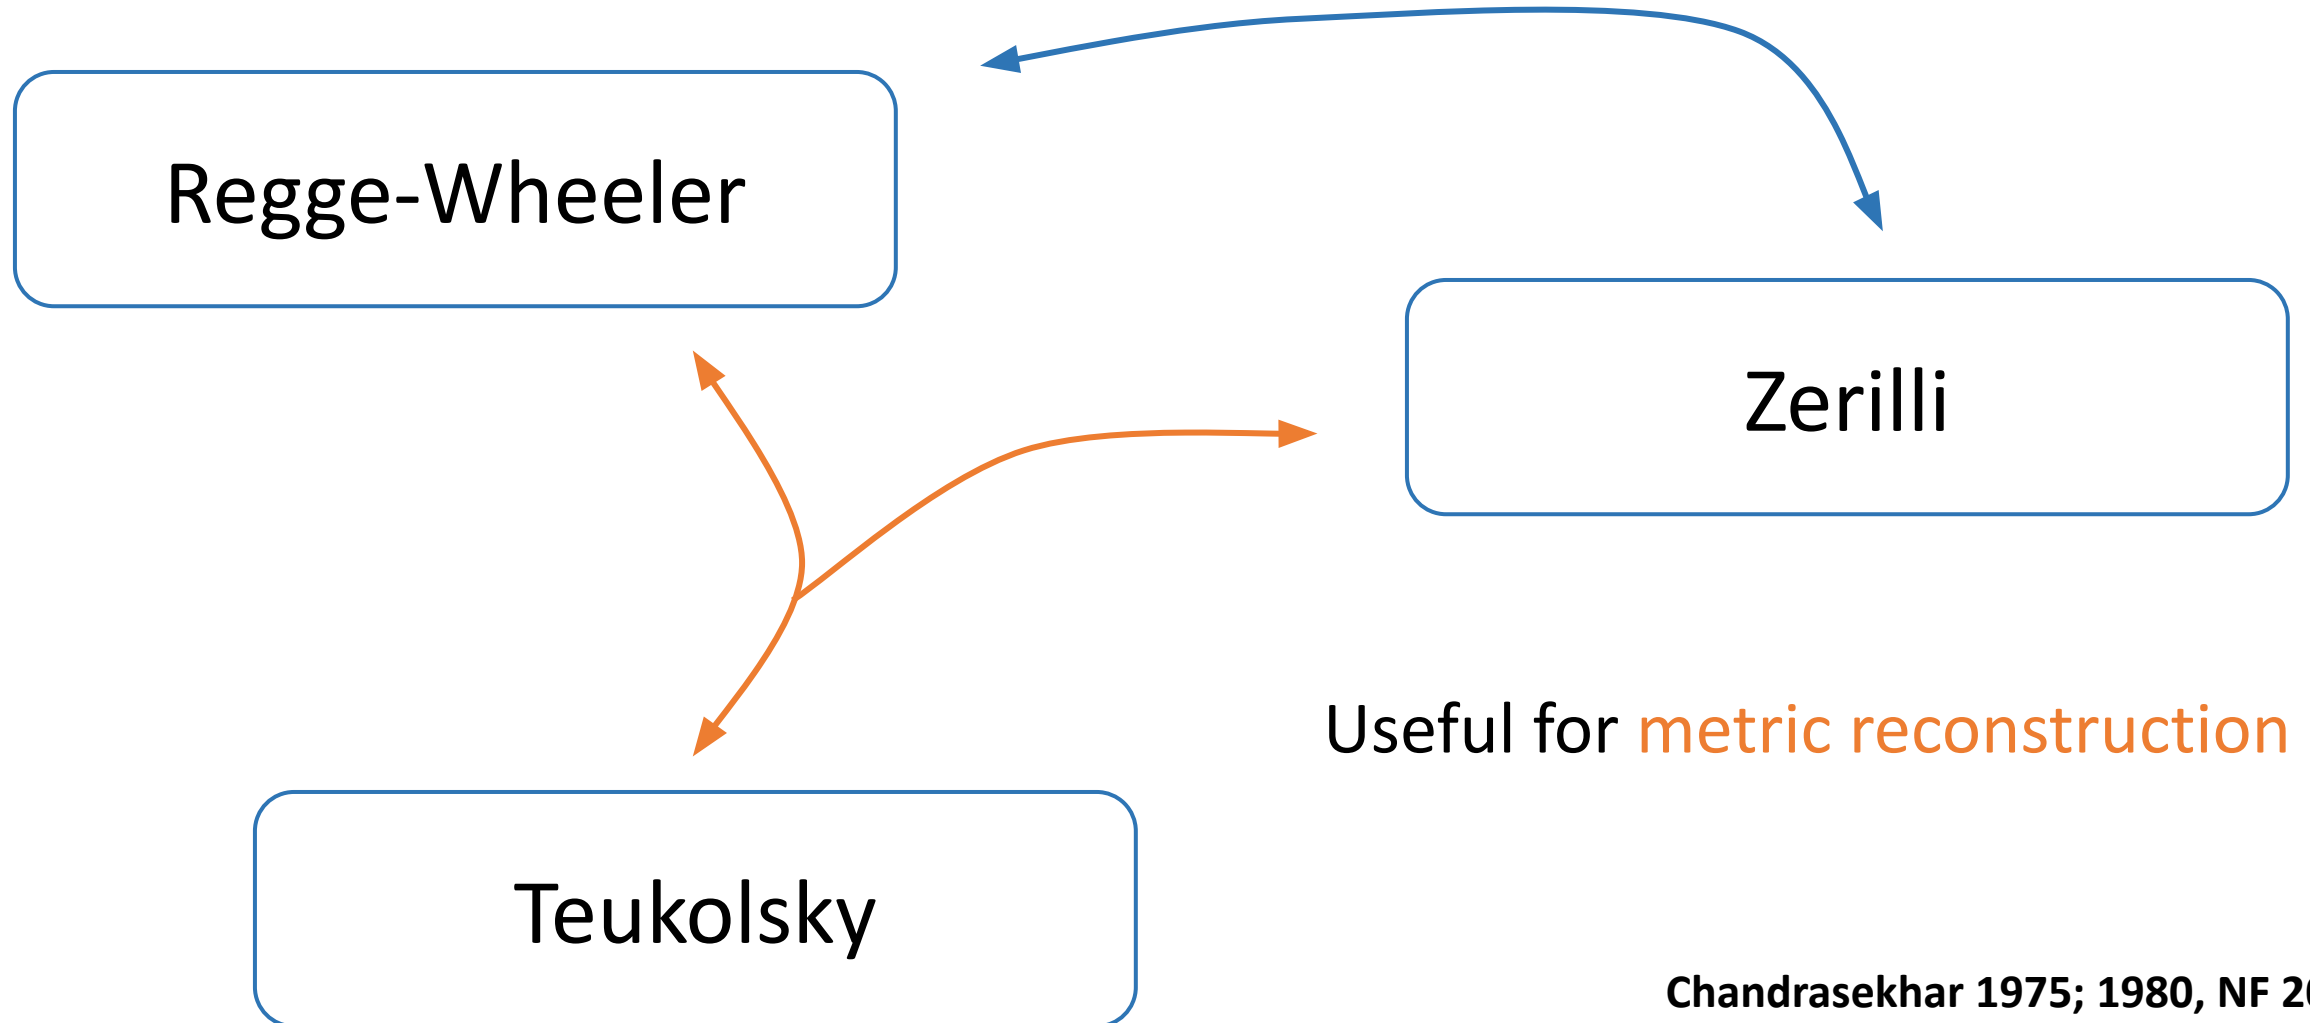 Regge-Wheeler
Zerilli
Useful for metric reconstruction
Teukolsky
Chandrasekhar 1975; 1980, NF